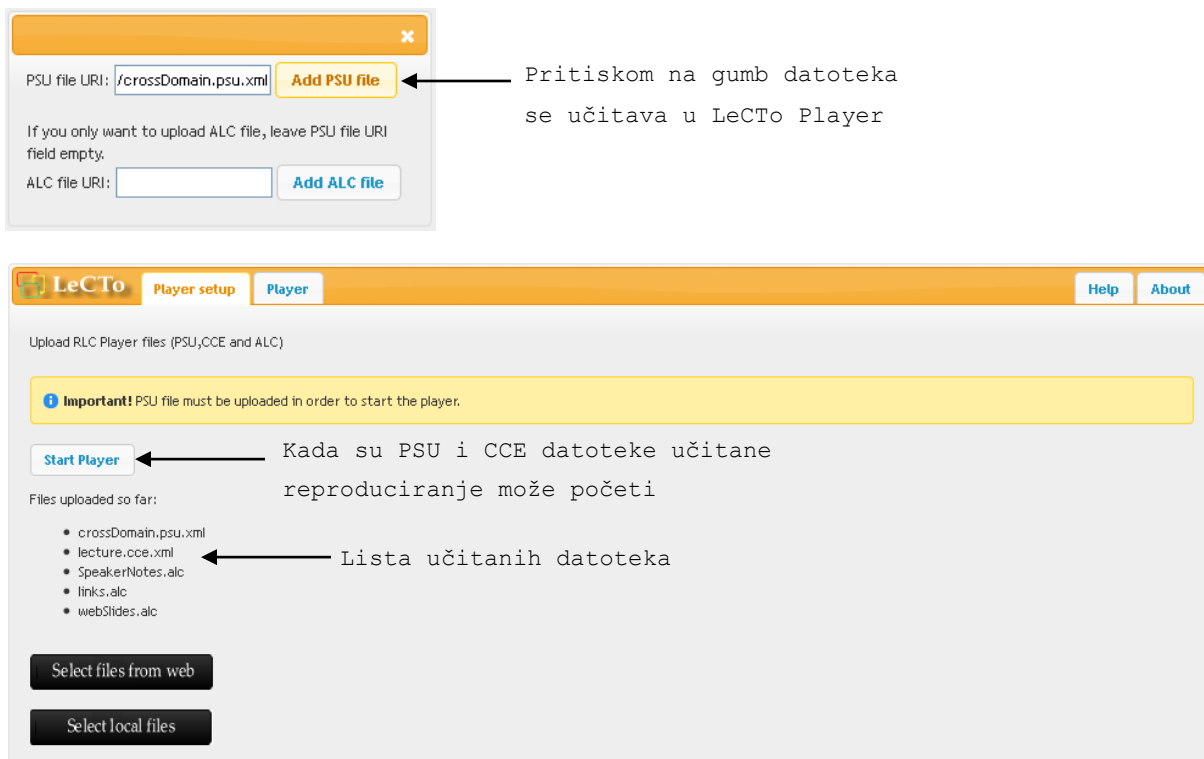 PSU file URI: /crossDomain.psu.xml Add PSU file
Pritiskom na gumb datoteka
se učitava u LeCTo Player
If you only want to upload ALC file, leave PSU file URI
field empty.
ALC file URI: Add ALC file
LeCTo Player setup Player Help About
Upload RLC Player files (PSU,CCE and ALC)
Important! PSU file must be uploaded in order to start the player.
Start Player
Kada su PSU i CCE datoteke učitane
reproduciranje može početi
Files uploaded so far:
crossDomain.psu.xml
lecture.cce.xml
Lista učitanih datoteka
SpeakerNotes.alc
links.alc
webSlides.alc
Select files from web
Select local files